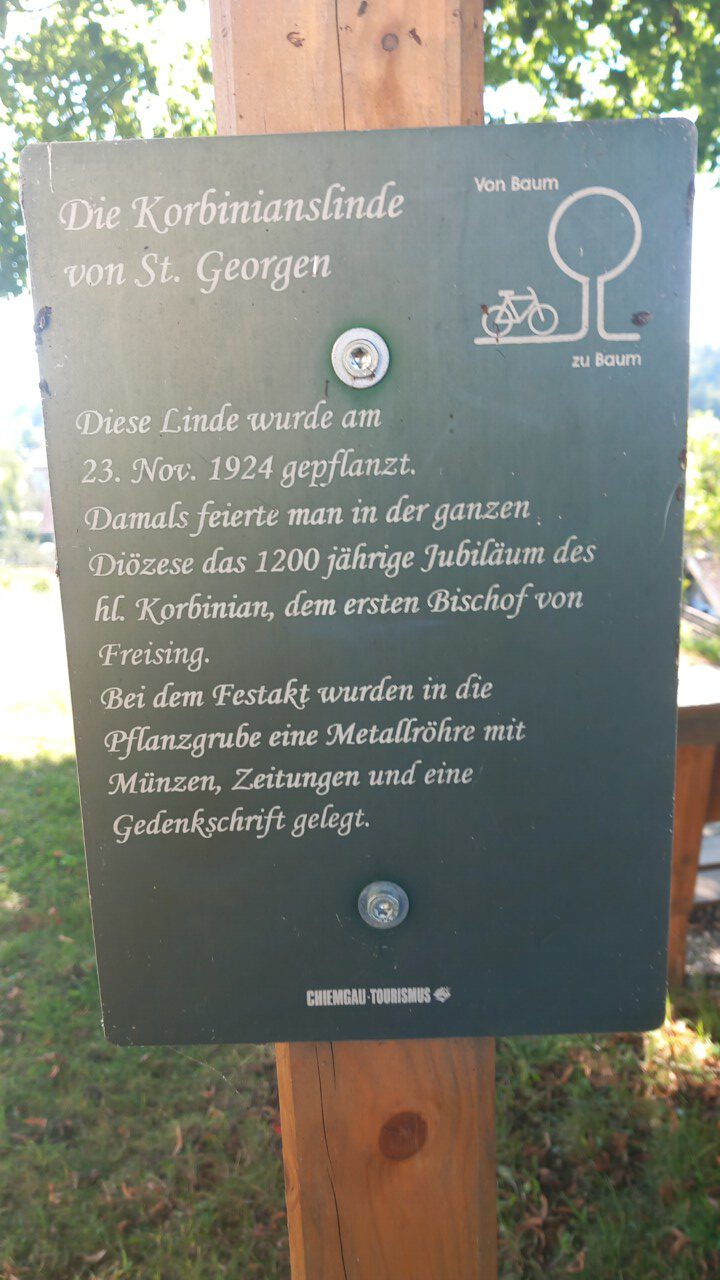 Die Korbinianslinde
von St. Georgen
Von Baum
zu Baum
Diese Linde wurde am
23. Nov. 1924 gepflanzt.
Damals feierte man in der ganzen
Diözese das 1200 jährige Jubiläum des
hl. Korbinian, dem ersten Bischof von
Freising.
Bei dem Festakt wurden in die
Pflanzgrube eine Metallröhre mit
Münzen, Zeitungen und eine
Gedenkschrift gelegt.
CHIEMGAU·TOURISMUS